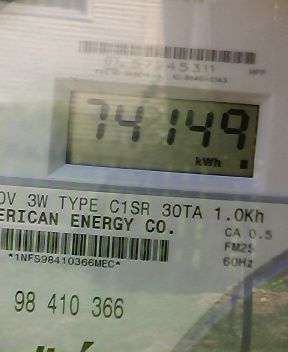 74149
kWh
3W TYPE C1SR 30TA 1.0Kh
ERICAN ENERGY CO.
CA 0.5
FM25
60Hz
*1NFS98410366MEC*
98 410 366